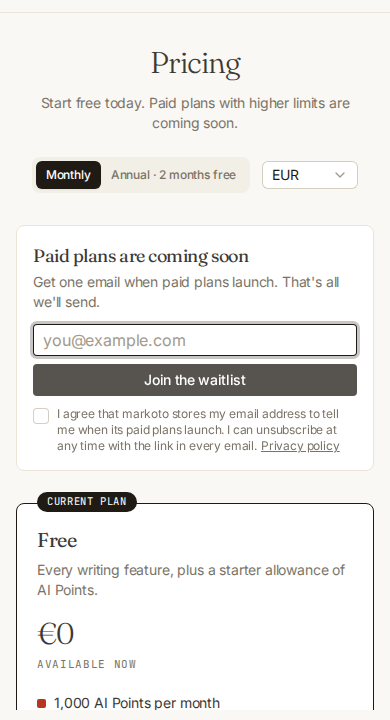 Pricing
Start free today. Paid plans with higher limits are
coming soon.
Monthly
Annual · 2 months free
EUR
Paid plans are coming soon
Get one email when paid plans launch. That's all
we'll send.
you@example.com
Join the waitlist
I agree that markoto stores my email address to tell
me when its paid plans launch. I can unsubscribe at
any time with the link in every email. Privacy policy
CURRENT PLAN
Free
Every writing feature, plus a starter allowance of
AI Points.
€0
AVAILABLE NOW
1,000 AI Points per month